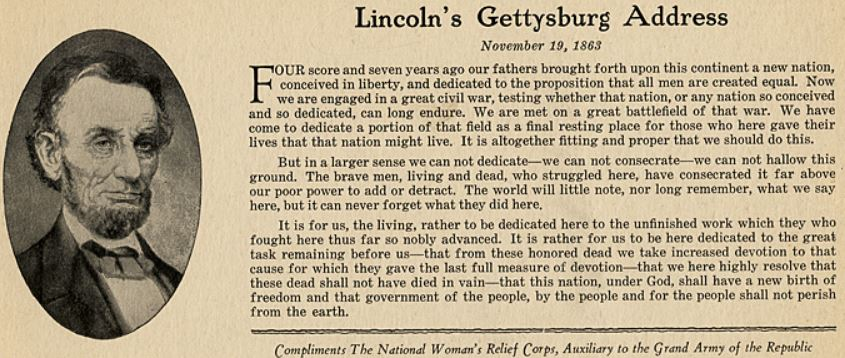 Lincoln's Gettysburg Address
November 19, 1863
FOUR score and seven years ago our fathers brought forth upon this continent a new nation,
conceived in liberty, and dedicated to the proposition that all men are created equal. Now
we are engaged in a great civil war, testing whether that nation, or any nation so conceived
and so dedicated, can long endure. We are met on a great battlefield of that war. We have
come to dedicate a portion of that field as a final resting place for those who here gave their
lives that that nation might live. It is altogether fitting and proper that we should do this.
But in a larger sense we can not dedicate—we can not consecrate—we can not hallow this
ground. The brave men, living and dead, who struggled here, have consecrated it far above
our poor power to add or detract. The world will little note, nor long remember, what we say
here, but it can never forget what they did here.
It is for us, the living, rather to be dedicated here to the unfinished work which they who
fought here thus far so nobly advanced. It is rather for us to be here dedicated to the great
task remaining before us—that from these honored dead we take increased devotion to that
cause for which they gave the last full measure of devotion—that we here highly resolve that
these dead shall not have died in vain—that this nation, under God, shall have a new birth of
freedom and that government of the people, by the people and for the people shall not perish
from the earth.
Compliments The National Woman's Relief Corps, Auxiliary to the Grand Army of the Republic